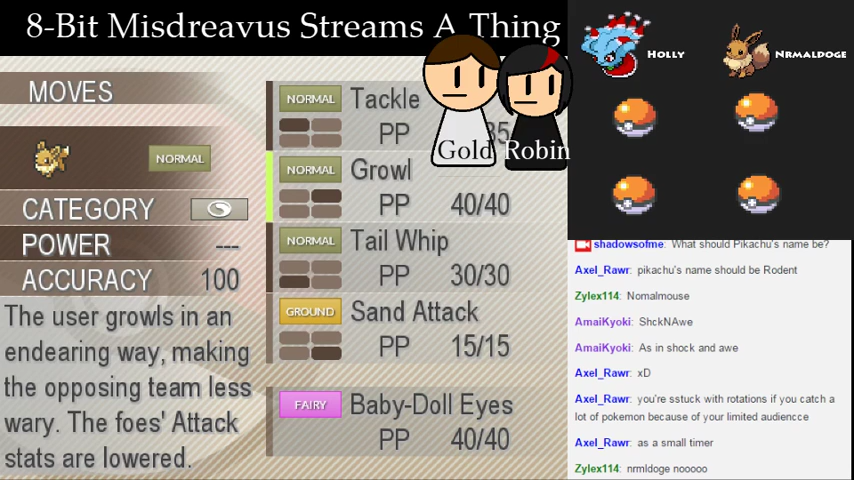 8-Bit Misdreavus Streams A Thing
MOVES
NORMAL
CATEGORY
POWER ---
ACCURACY 100
The user growls in an
endearing way, making
the opposing team less
wary. The foes' Attack
stats are lowered.
NORMAL Tackle
PP 35
NORMAL Growl
PP 40/40
NORMAL Tail Whip
PP 30/30
GROUND Sand Attack
PP 15/15
FAIRY Baby-Doll Eyes
PP 40/40
Gold Robin
HOLLY
NRMALDOGE
shadowsofme: What should Pikachu's name be?
Axel_Rawr: pikachu's name should be Rodent
Zylex114: Nomalmouse
AmaiKyoki: ShckNAwe
AmaiKyoki: As in shock and awe
Axel_Rawr: xD
Axel_Rawr: you're sstuck with rotations if you catch a
lot of pokemon because of your limited audiencce
Axel_Rawr: as a small timer
Zylex114: nrmldoge nooooo